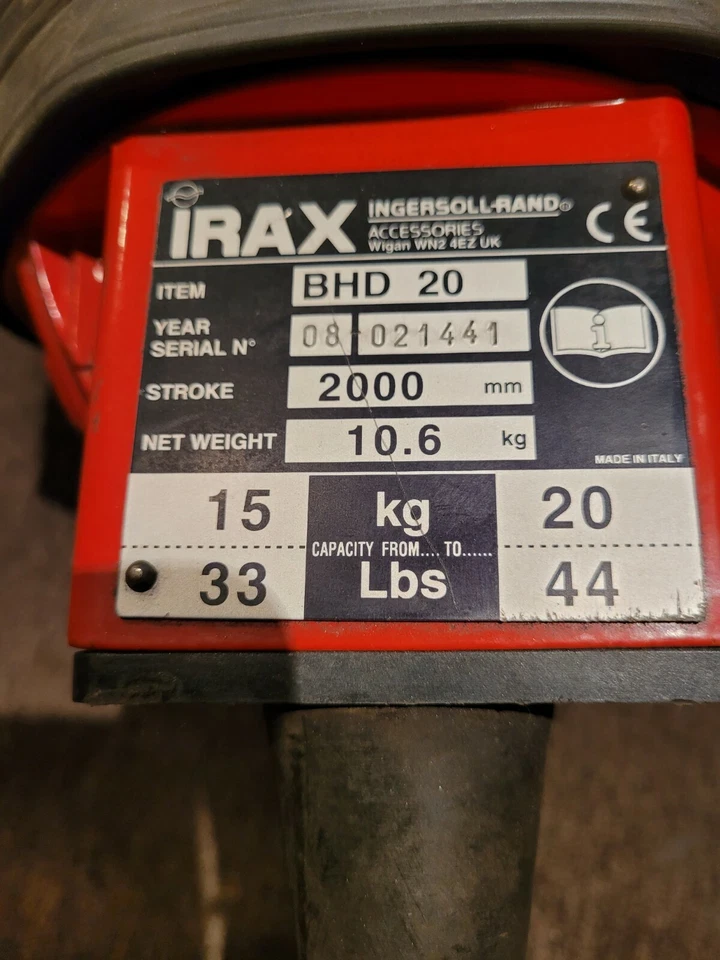 IRAX INGERSOLL-RAND®
ACCESSORIES
Wigan WN2 4EZ UK
CE
ITEM BHD 20
YEAR 08-021441
SERIAL N°
i
STROKE 2000 mm
NET WEIGHT 10.6 kg
MADE IN ITALY
15 kg 20
CAPACITY FROM.... TO......
33 Lbs 44